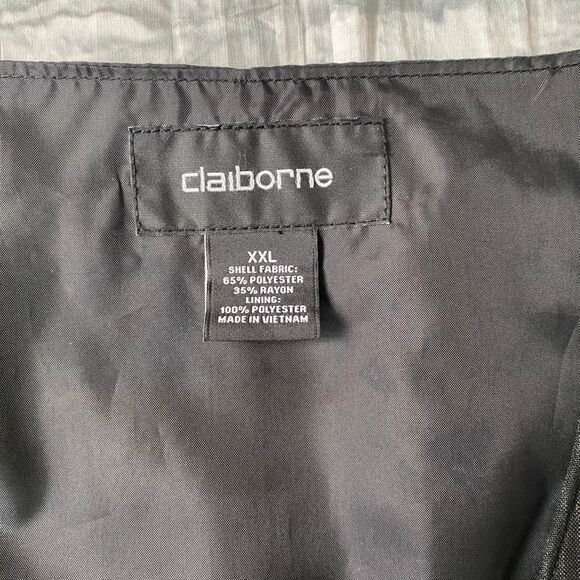 claiborne
XXL
SHELL FABRIC:
65% POLYESTER
35% RAYON
LINING:
100% POLYESTER
MADE IN VIETNAM